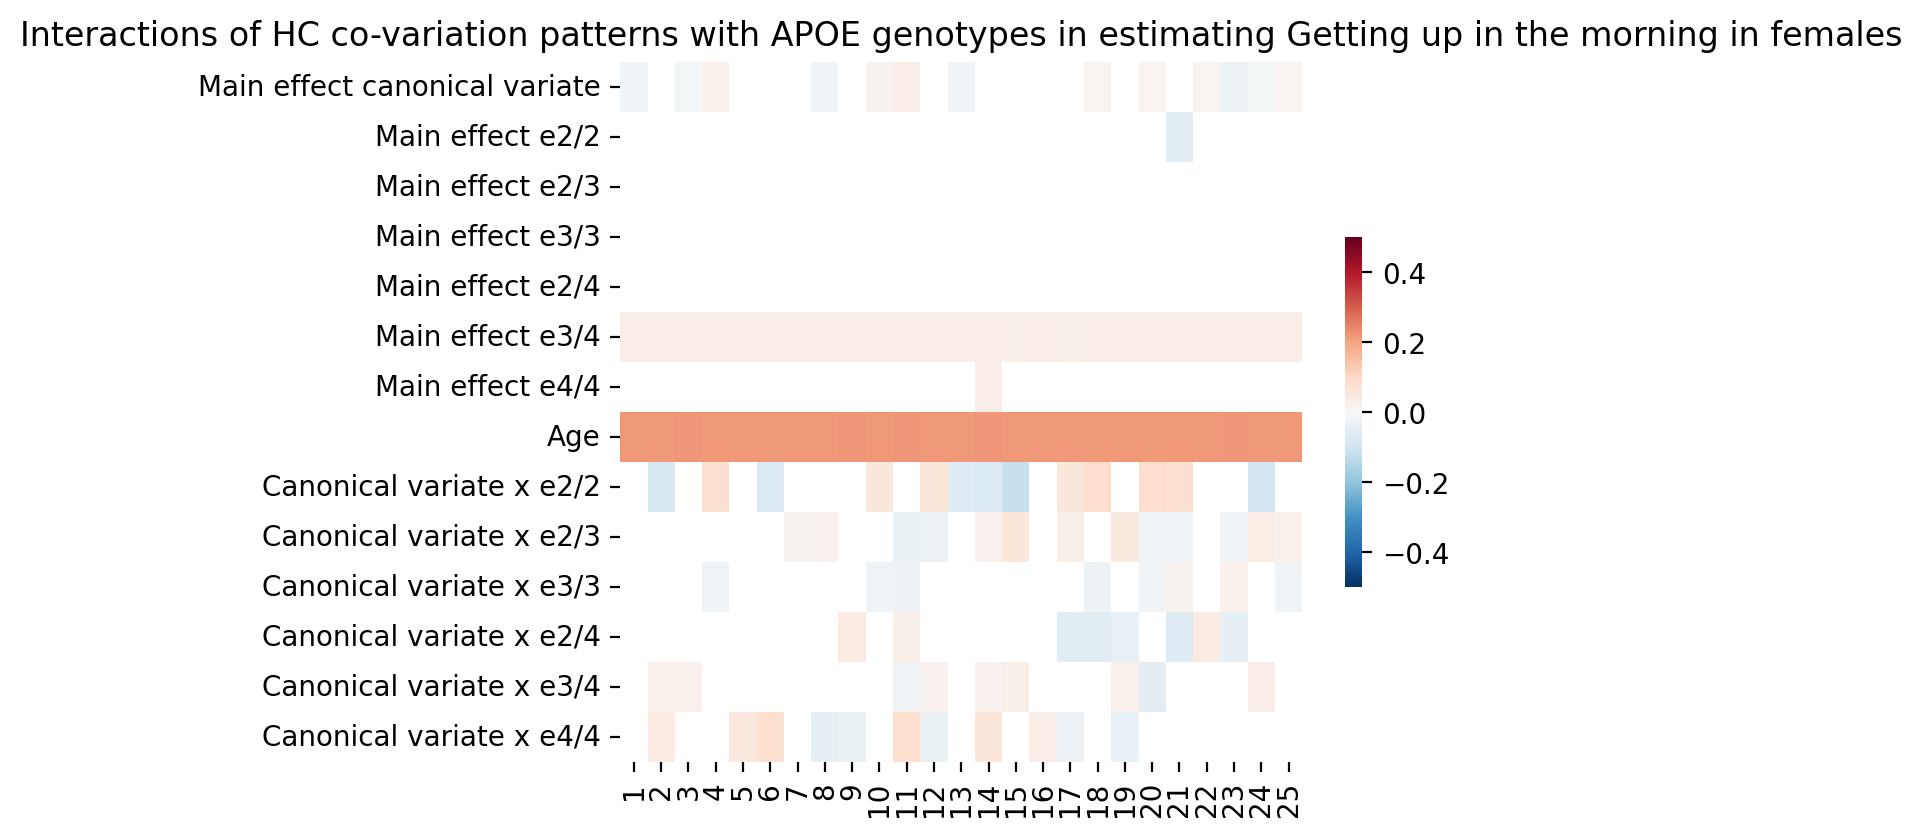 Interactions of HC co-variation patterns with APOE genotypes in estimating Getting up in the morning in females
Main effect canonical variate
Main effect e2/2
Main effect e2/3
Main effect e3/3
Main effect e2/4
Main effect e3/4
Main effect e4/4
Age
Canonical variate x e2/2
Canonical variate x e2/3
Canonical variate x e3/3
Canonical variate x e2/4
Canonical variate x e3/4
Canonical variate x e4/4
1 2 3 4 5 6 7 8 9 10 11 12 13 14 15 16 17 18 19 20 21 22 23 24 25
0.4
0.2
0.0
−0.2
−0.4